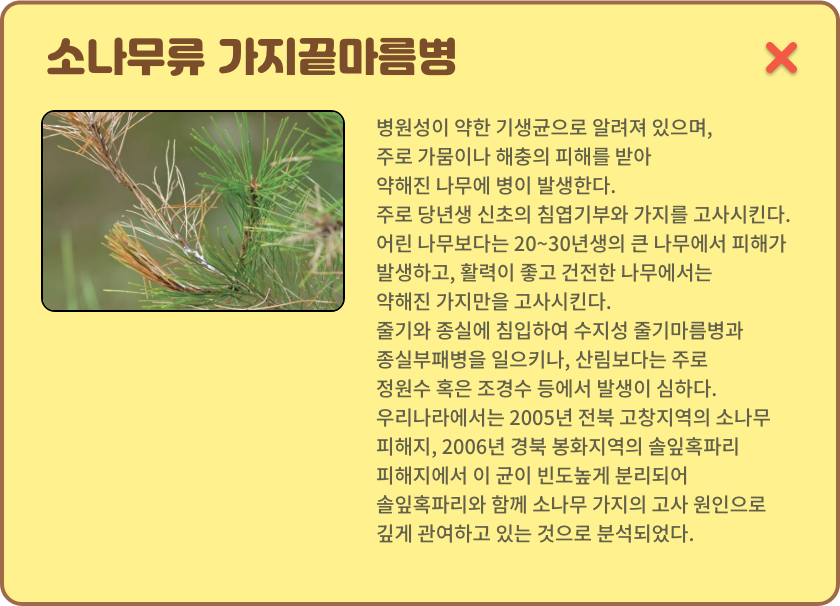 소나무류 가지끝마름병
병원성이 약한 기생균으로 알려져 있으며,
주로 가뭄이나 해충의 피해를 받아
약해진 나무에 병이 발생한다.
주로 당년생 신초의 침엽기부와 가지를 고사시킨다.
어린 나무보다는 20~30년생의 큰 나무에서 피해가
발생하고, 활력이 좋고 건전한 나무에서는
약해진 가지만을 고사시킨다.
줄기와 종실에 침입하여 수지성 줄기마름병과
종실부패병을 일으키나, 산림보다는 주로
정원수 혹은 조경수 등에서 발생이 심하다.
우리나라에서는 2005년 전북 고창지역의 소나무
피해지, 2006년 경북 봉화지역의 솔잎혹파리
피해지에서 이 균이 빈도높게 분리되어
솔잎혹파리와 함께 소나무 가지의 고사 원인으로
깊게 관여하고 있는 것으로 분석되었다.